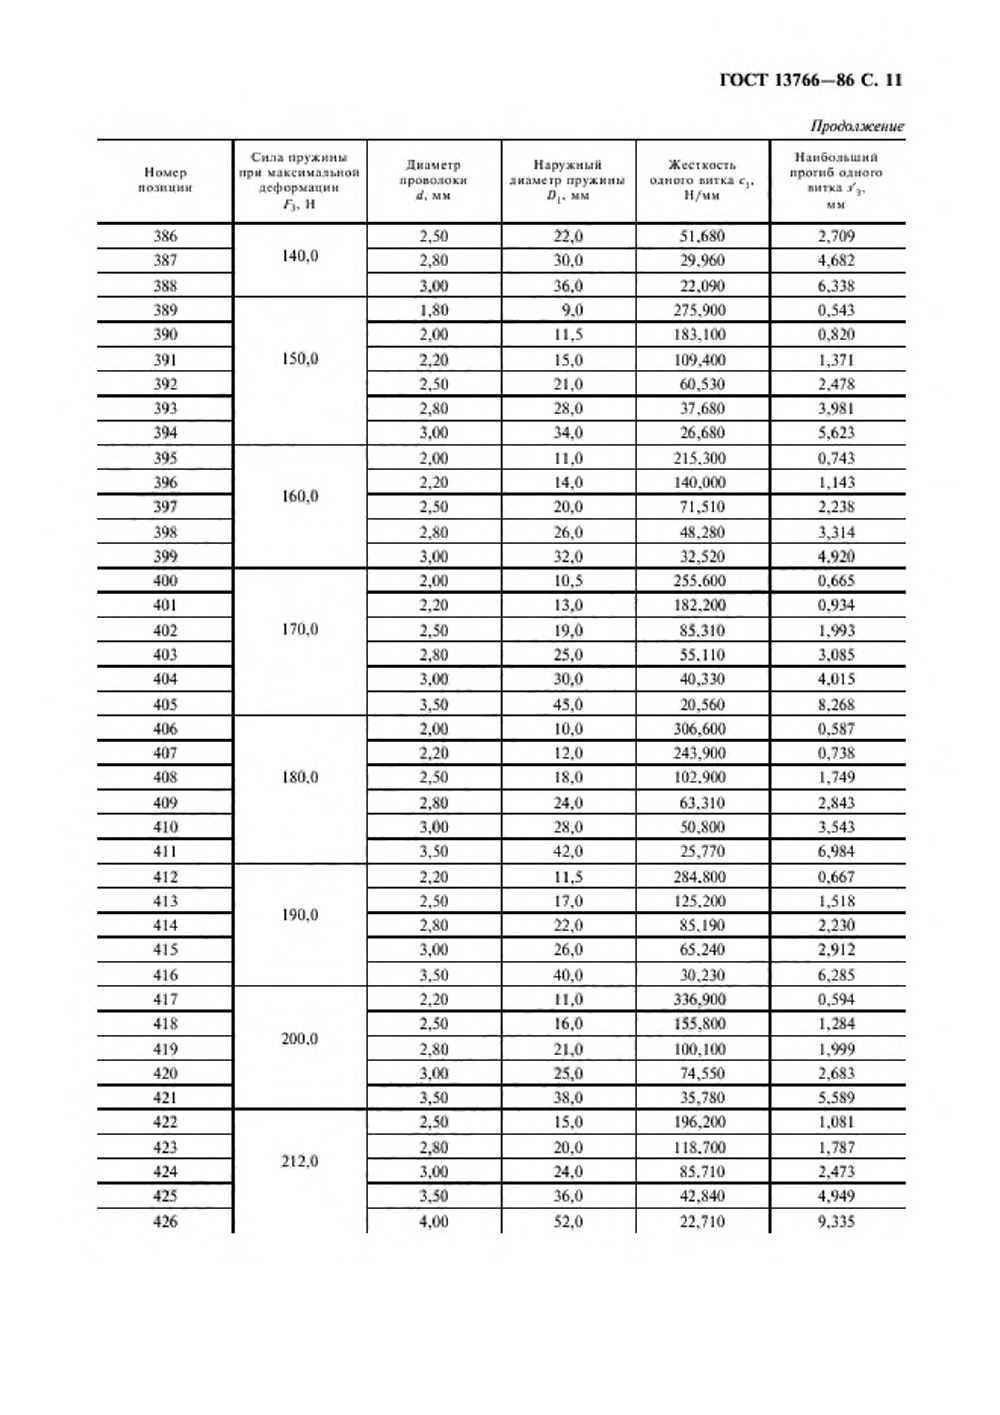 ГОСТ 13766—86 С. 11
Продолжение
Номер позиции | Сила пружины при максимальной деформации F₃, Н | Диаметр проволоки d, мм | Наружный диаметр пружины D₁, мм | Жесткость одного витка c₁, Н/мм | Наибольший прогиб одного витка s′₃, мм
386 | 140,0 | 2,50 | 22,0 | 51,680 | 2,709
387 | 2,80 | 30,0 | 29,960 | 4,682
388 | 3,00 | 36,0 | 22,090 | 6,338
389 | 150,0 | 1,80 | 9,0 | 275,900 | 0,543
390 | 2,00 | 11,5 | 183,100 | 0,820
391 | 2,20 | 15,0 | 109,400 | 1,371
392 | 2,50 | 21,0 | 60,530 | 2,478
393 | 2,80 | 28,0 | 37,680 | 3,981
394 | 3,00 | 34,0 | 26,680 | 5,623
395 | 160,0 | 2,00 | 11,0 | 215,300 | 0,743
396 | 2,20 | 14,0 | 140,000 | 1,143
397 | 2,50 | 20,0 | 71,510 | 2,238
398 | 2,80 | 26,0 | 48,280 | 3,314
399 | 3,00 | 32,0 | 32,520 | 4,920
400 | 170,0 | 2,00 | 10,5 | 255,600 | 0,665
401 | 2,20 | 13,0 | 182,200 | 0,934
402 | 2,50 | 19,0 | 85,310 | 1,993
403 | 2,80 | 25,0 | 55,110 | 3,085
404 | 3,00 | 30,0 | 40,330 | 4,015
405 | 3,50 | 45,0 | 20,560 | 8,268
406 | 180,0 | 2,00 | 10,0 | 306,600 | 0,587
407 | 2,20 | 12,0 | 243,900 | 0,738
408 | 2,50 | 18,0 | 102,900 | 1,749
409 | 2,80 | 24,0 | 63,310 | 2,843
410 | 3,00 | 28,0 | 50,800 | 3,543
411 | 3,50 | 42,0 | 25,770 | 6,984
412 | 190,0 | 2,20 | 11,5 | 284,800 | 0,667
413 | 2,50 | 17,0 | 125,200 | 1,518
414 | 2,80 | 22,0 | 85,190 | 2,230
415 | 3,00 | 26,0 | 65,240 | 2,912
416 | 3,50 | 40,0 | 30,230 | 6,285
417 | 200,0 | 2,20 | 11,0 | 336,900 | 0,594
418 | 2,50 | 16,0 | 155,800 | 1,284
419 | 2,80 | 21,0 | 100,100 | 1,999
420 | 3,00 | 25,0 | 74,550 | 2,683
421 | 3,50 | 38,0 | 35,780 | 5,589
422 | 212,0 | 2,50 | 15,0 | 196,200 | 1,081
423 | 2,80 | 20,0 | 118,700 | 1,787
424 | 3,00 | 24,0 | 85,710 | 2,473
425 | 3,50 | 36,0 | 42,840 | 4,949
426 | 4,00 | 52,0 | 22,710 | 9,335